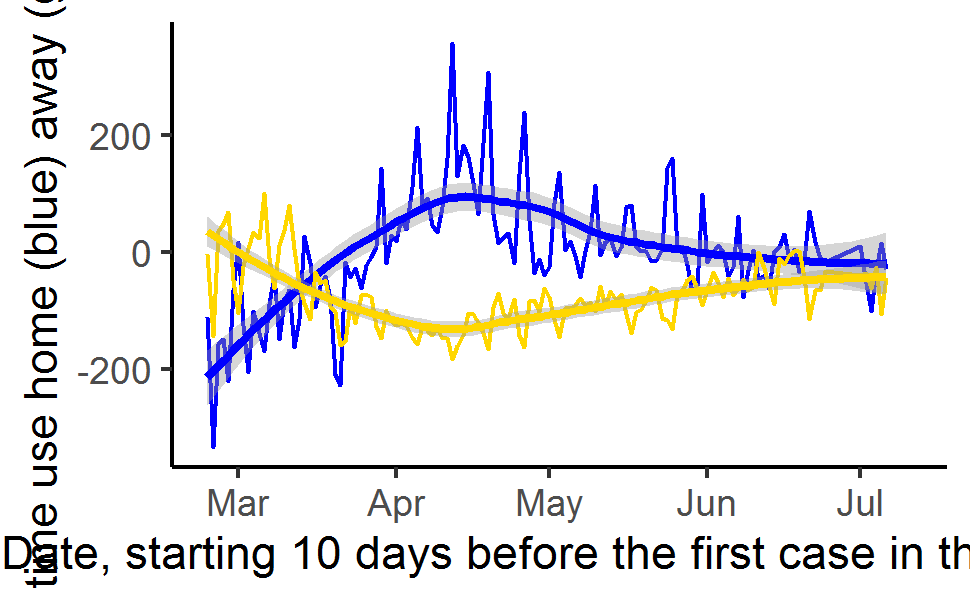 time use home (blue) away (
200
0
-200
Mar Apr May Jun Jul
Date, starting 10 days before the first case in th